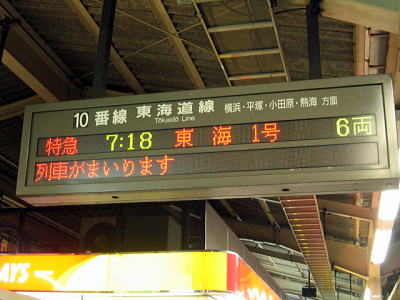 10 番線 東海道線 横浜・平塚・小田原・熱海 方面
Tōkaidō Line
特急 7:18 東海 1号 6両
列車がまいります
AYS